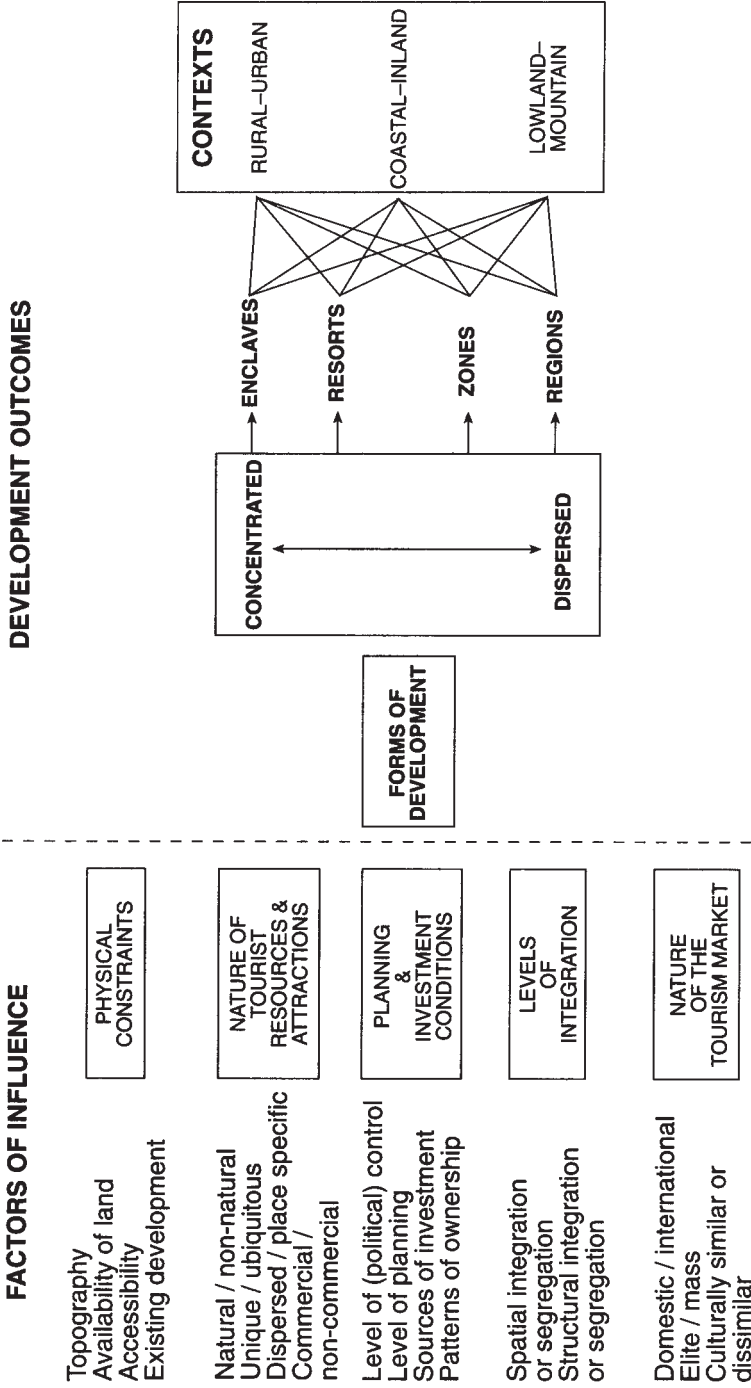 FACTORS OF INFLUENCE
Topography
Availability of land
Accessibility
Existing development
PHYSICAL
CONSTRAINTS
Natural / non-natural
Unique / ubiquitous
Dispersed / place specific
Commercial /
non-commercial
NATURE OF
TOURIST
RESOURCES &
ATTRACTIONS
Level of (political) control
Level of planning
Sources of investment
Patterns of ownership
PLANNING
&
INVESTMENT
CONDITIONS
Spatial integration
or segregation
Structural integration
or segregation
LEVELS
OF
INTEGRATION
Domestic / international
Elite / mass
Culturally similar or
dissimilar
NATURE
OF THE
TOURISM MARKET
DEVELOPMENT OUTCOMES
FORMS OF
DEVELOPMENT
CONCENTRATED
DISPERSED
ENCLAVES
RESORTS
ZONES
REGIONS
CONTEXTS
RURAL–URBAN
COASTAL–INLAND
LOWLAND–
MOUNTAIN